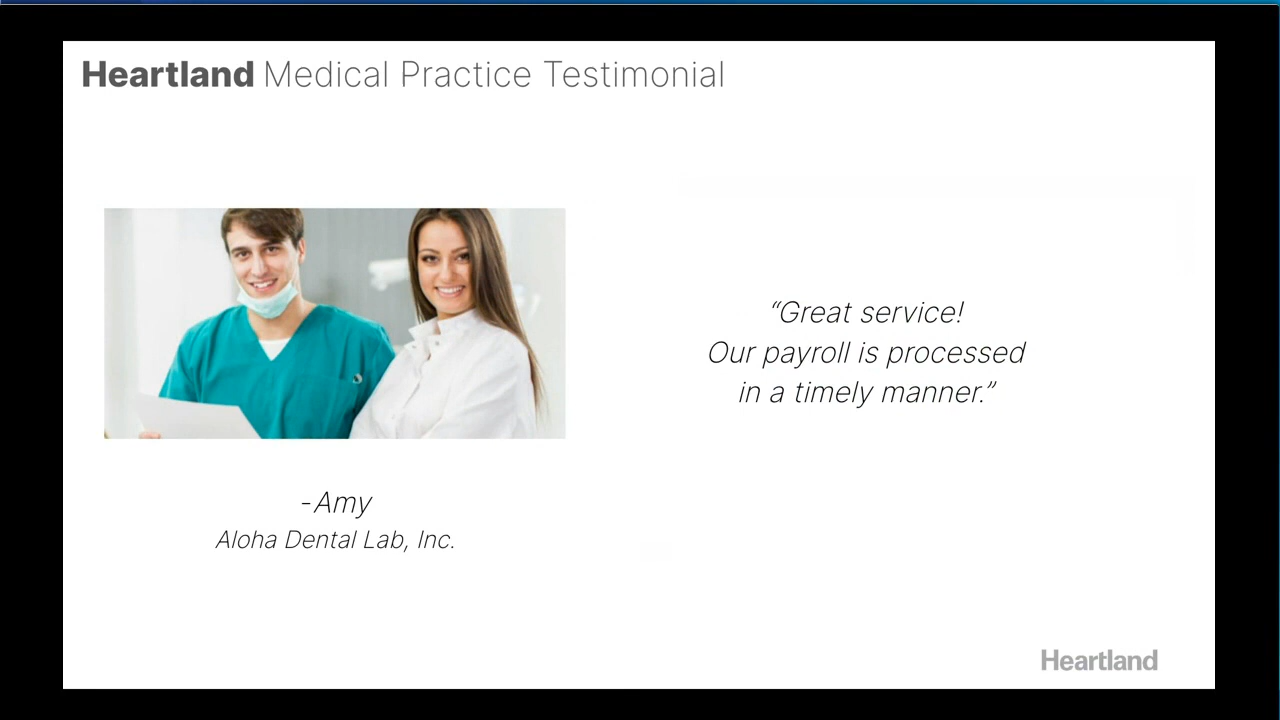 Heartland Medical Practice Testimonial
“Great service!
Our payroll is processed
in a timely manner.”
-Amy
Aloha Dental Lab, Inc.
Heartland